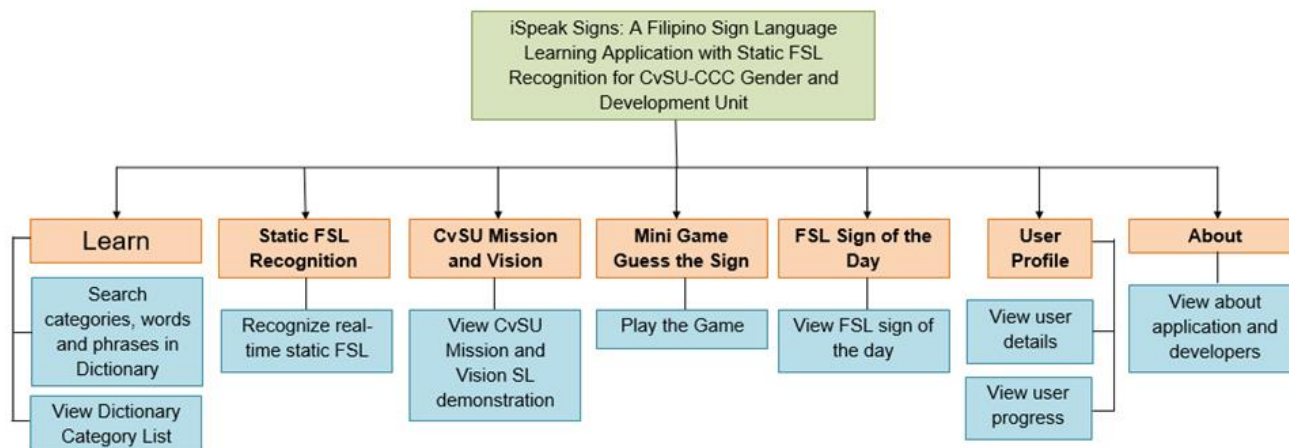 iSpeak Signs: A Filipino Sign Language
Learning Application with Static FSL
Recognition for CvSU-CCC Gender and
Development Unit
Learn
Search
categories, words
and phrases in
Dictionary
View Dictionary
Category List
Static FSL
Recognition
Recognize real-
time static FSL
CvSU Mission
and Vision
View CvSU
Mission and
Vision SL
demonstration
Mini Game
Guess the Sign
Play the Game
FSL Sign of the
Day
View FSL sign of
the day
User
Profile
View user
details
View user
progress
About
View about
application and
developers